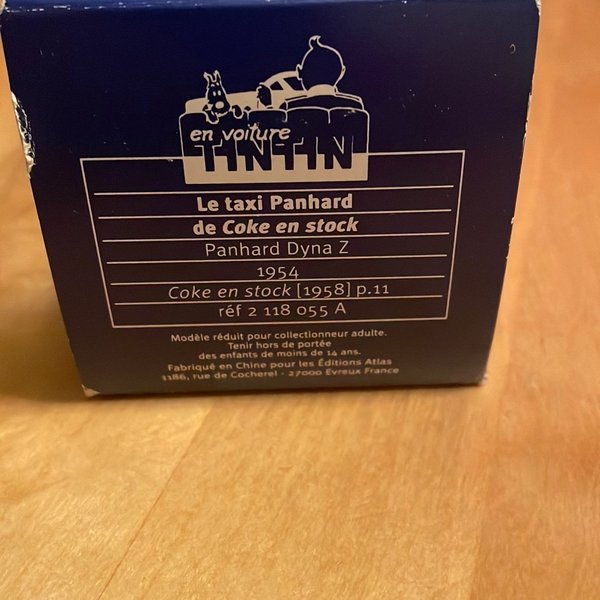 en voiture
TINTIN
Le taxi Panhard
de Coke en stock
Panhard Dyna Z
1954
Coke en stock [1958] p.11
réf 2 118 055 A
Modèle réduit pour collectionneur adulte.
Tenir hors de portée
des enfants de moins de 14 ans.
Fabriqué en Chine pour les Éditions Atlas
1186, rue de Cocherel - 27000 Évreux France